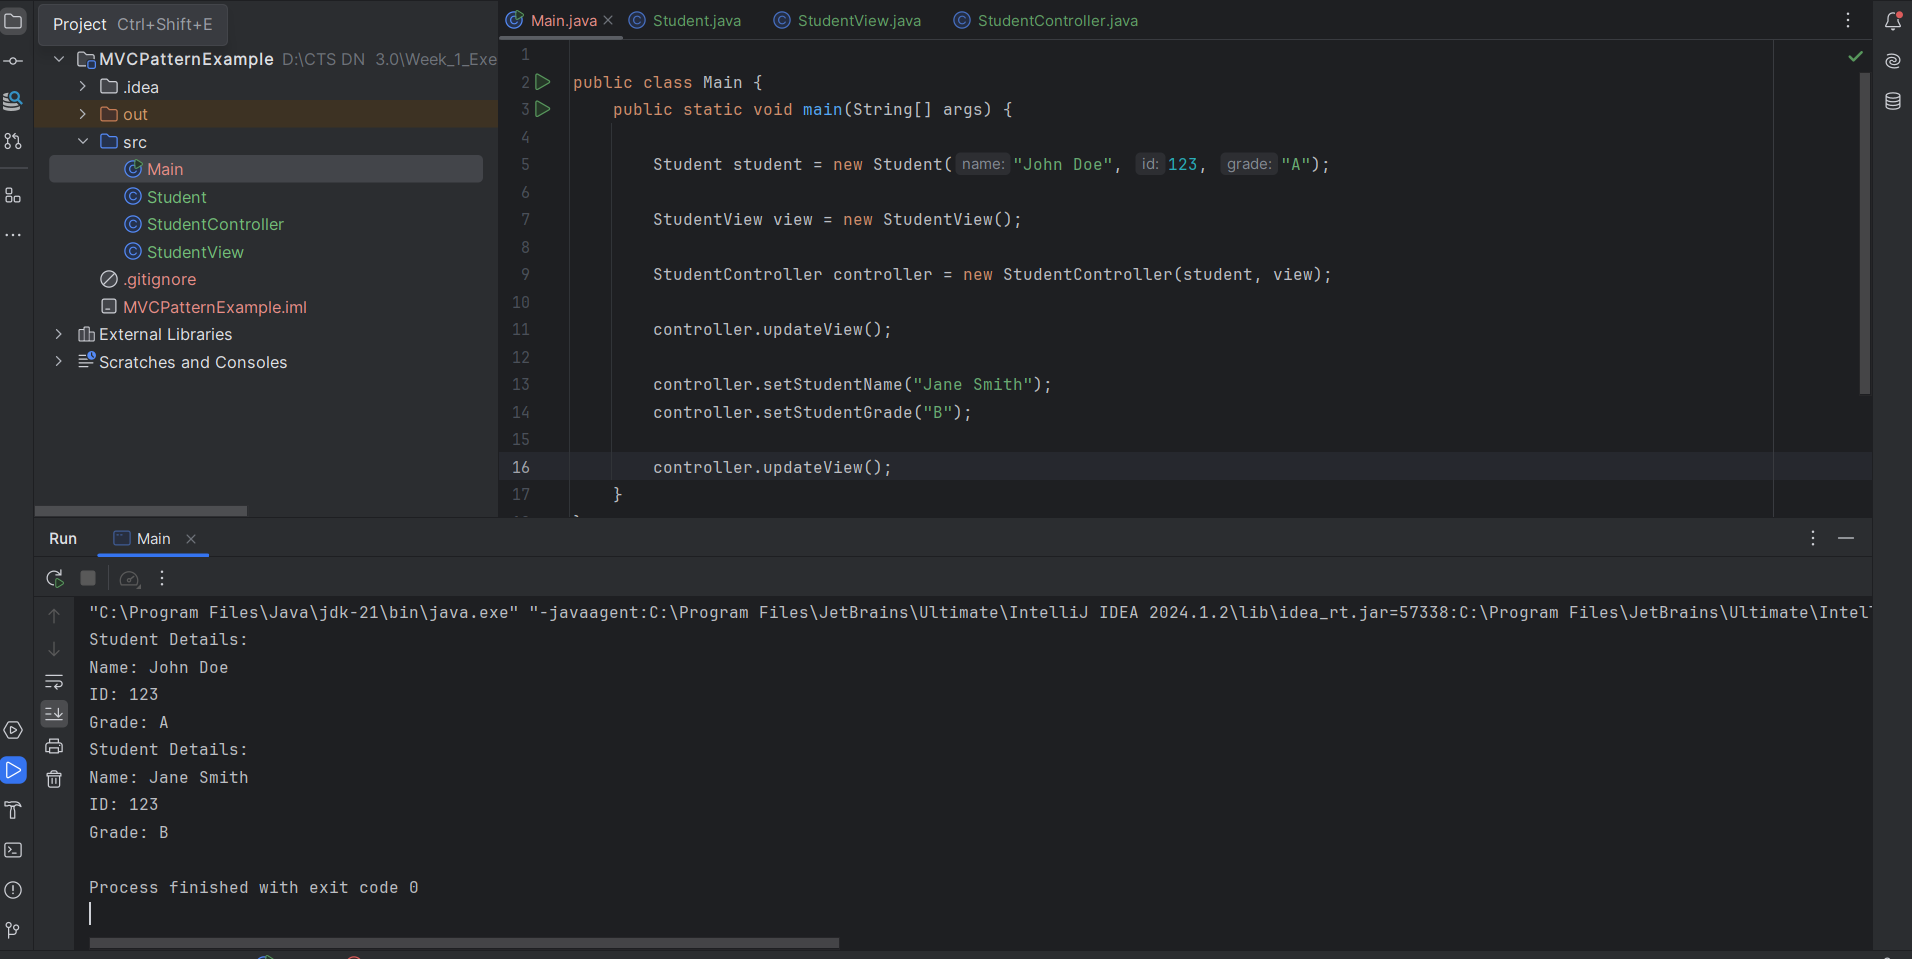 Project Ctrl+Shift+E
MVCPatternExample D:\CTS DN 3.0\Week_1_Exe
.idea
out
src
Main
Student
StudentController
StudentView
.gitignore
MVCPatternExample.iml
External Libraries
Scratches and Consoles
Main.java Student.java StudentView.java StudentController.java
1
2 public class Main {
3 public static void main(String[] args) {
4
5 Student student = new Student( name: "John Doe", id: 123, grade: "A");
6
7 StudentView view = new StudentView();
8
9 StudentController controller = new StudentController(student, view);
10
11 controller.updateView();
12
13 controller.setStudentName("Jane Smith");
14 controller.setStudentGrade("B");
15
16 controller.updateView();
17 }
Run Main
"C:\Program Files\Java\jdk-21\bin\java.exe" "-javaagent:C:\Program Files\JetBrains\Ultimate\IntelliJ IDEA 2024.1.2\lib\idea_rt.jar=57338:C:\Program Files\JetBrains\Ultimate\Intell
Student Details:
Name: John Doe
ID: 123
Grade: A
Student Details:
Name: Jane Smith
ID: 123
Grade: B
Process finished with exit code 0